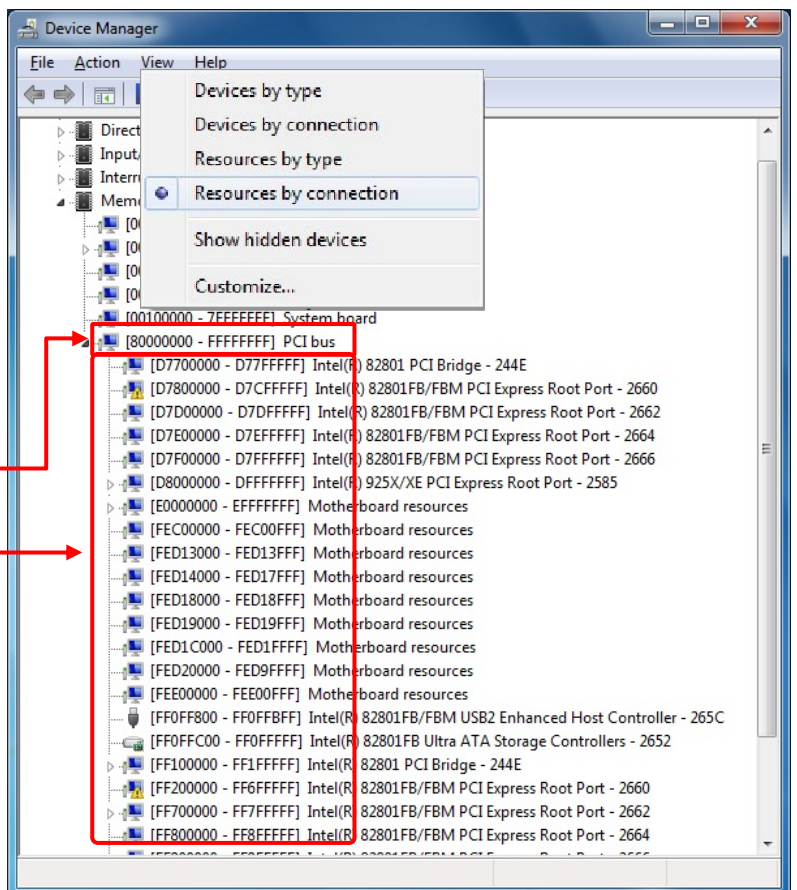 Device Manager
File Action View Help
Devices by type
Devices by connection
Resources by type
Resources by connection
Show hidden devices
Customize...
Direct
Input/
Interru
Memo
[00
[00
[00
[00
[00100000 - 7FFFFFFF] System board
[80000000 - FFFFFFFF] PCI bus
[D7700000 - D77FFFFF] Intel(R) 82801 PCI Bridge - 244E
[D7800000 - D7CFFFFF] Intel(R) 82801FB/FBM PCI Express Root Port - 2660
[D7D00000 - D7DFFFFF] Intel(R) 82801FB/FBM PCI Express Root Port - 2662
[D7E00000 - D7EFFFFF] Intel(R) 82801FB/FBM PCI Express Root Port - 2664
[D7F00000 - D7FFFFFF] Intel(R) 82801FB/FBM PCI Express Root Port - 2666
[D8000000 - DFFFFFFF] Intel(R) 925X/XE PCI Express Root Port - 2585
[E0000000 - EFFFFFFF] Motherboard resources
[FEC00000 - FEC00FFF] Motherboard resources
[FED13000 - FED13FFF] Motherboard resources
[FED14000 - FED17FFF] Motherboard resources
[FED18000 - FED18FFF] Motherboard resources
[FED19000 - FED19FFF] Motherboard resources
[FED1C000 - FED1FFFF] Motherboard resources
[FED20000 - FED9FFFF] Motherboard resources
[FEE00000 - FEE00FFF] Motherboard resources
[FF0FF800 - FF0FFBFF] Intel(R) 82801FB/FBM USB2 Enhanced Host Controller - 265C
[FF0FFC00 - FF0FFFFF] Intel(R) 82801FB Ultra ATA Storage Controllers - 2652
[FF100000 - FF1FFFFF] Intel(R) 82801 PCI Bridge - 244E
[FF200000 - FF6FFFFF] Intel(R) 82801FB/FBM PCI Express Root Port - 2660
[FF700000 - FF7FFFFF] Intel(R) 82801FB/FBM PCI Express Root Port - 2662
[FF800000 - FF8FFFFF] Intel(R) 82801FB/FBM PCI Express Root Port - 2664